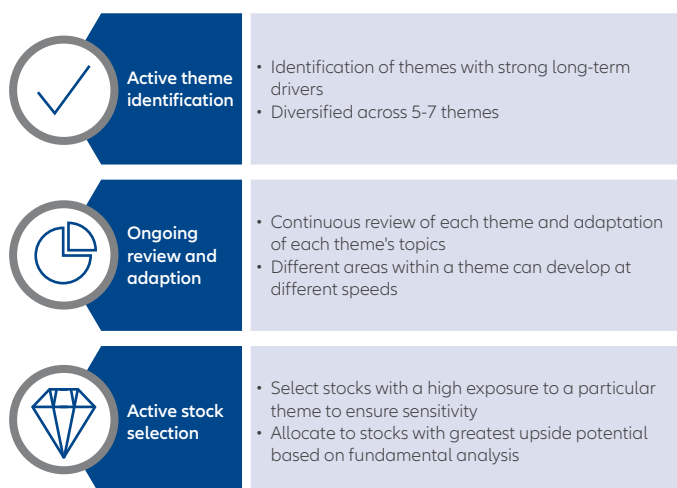 Active theme
identification
• Identification of themes with strong long-term
drivers
• Diversified across 5-7 themes
Ongoing
review and
adaption
• Continuous review of each theme and adaptation
of each theme's topics
• Different areas within a theme can develop at
different speeds
Active stock
selection
• Select stocks with a high exposure to a particular
theme to ensure sensitivity
• Allocate to stocks with greatest upside potential
based on fundamental analysis